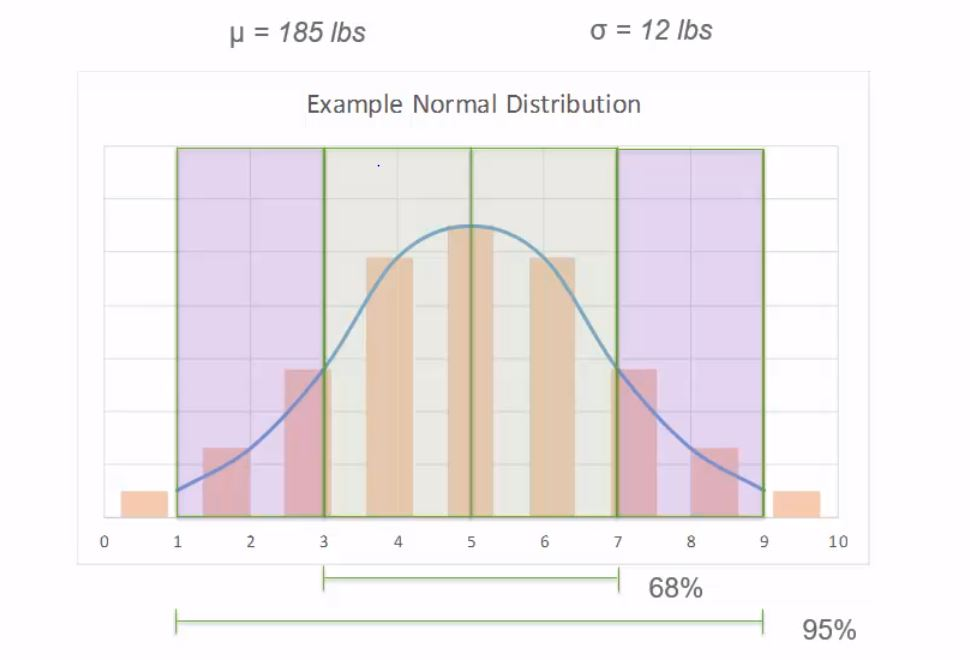 μ = 185 lbs σ = 12 lbs
Example Normal Distribution
0 1 2 3 4 5 6 7 8 9 10
68%
95%